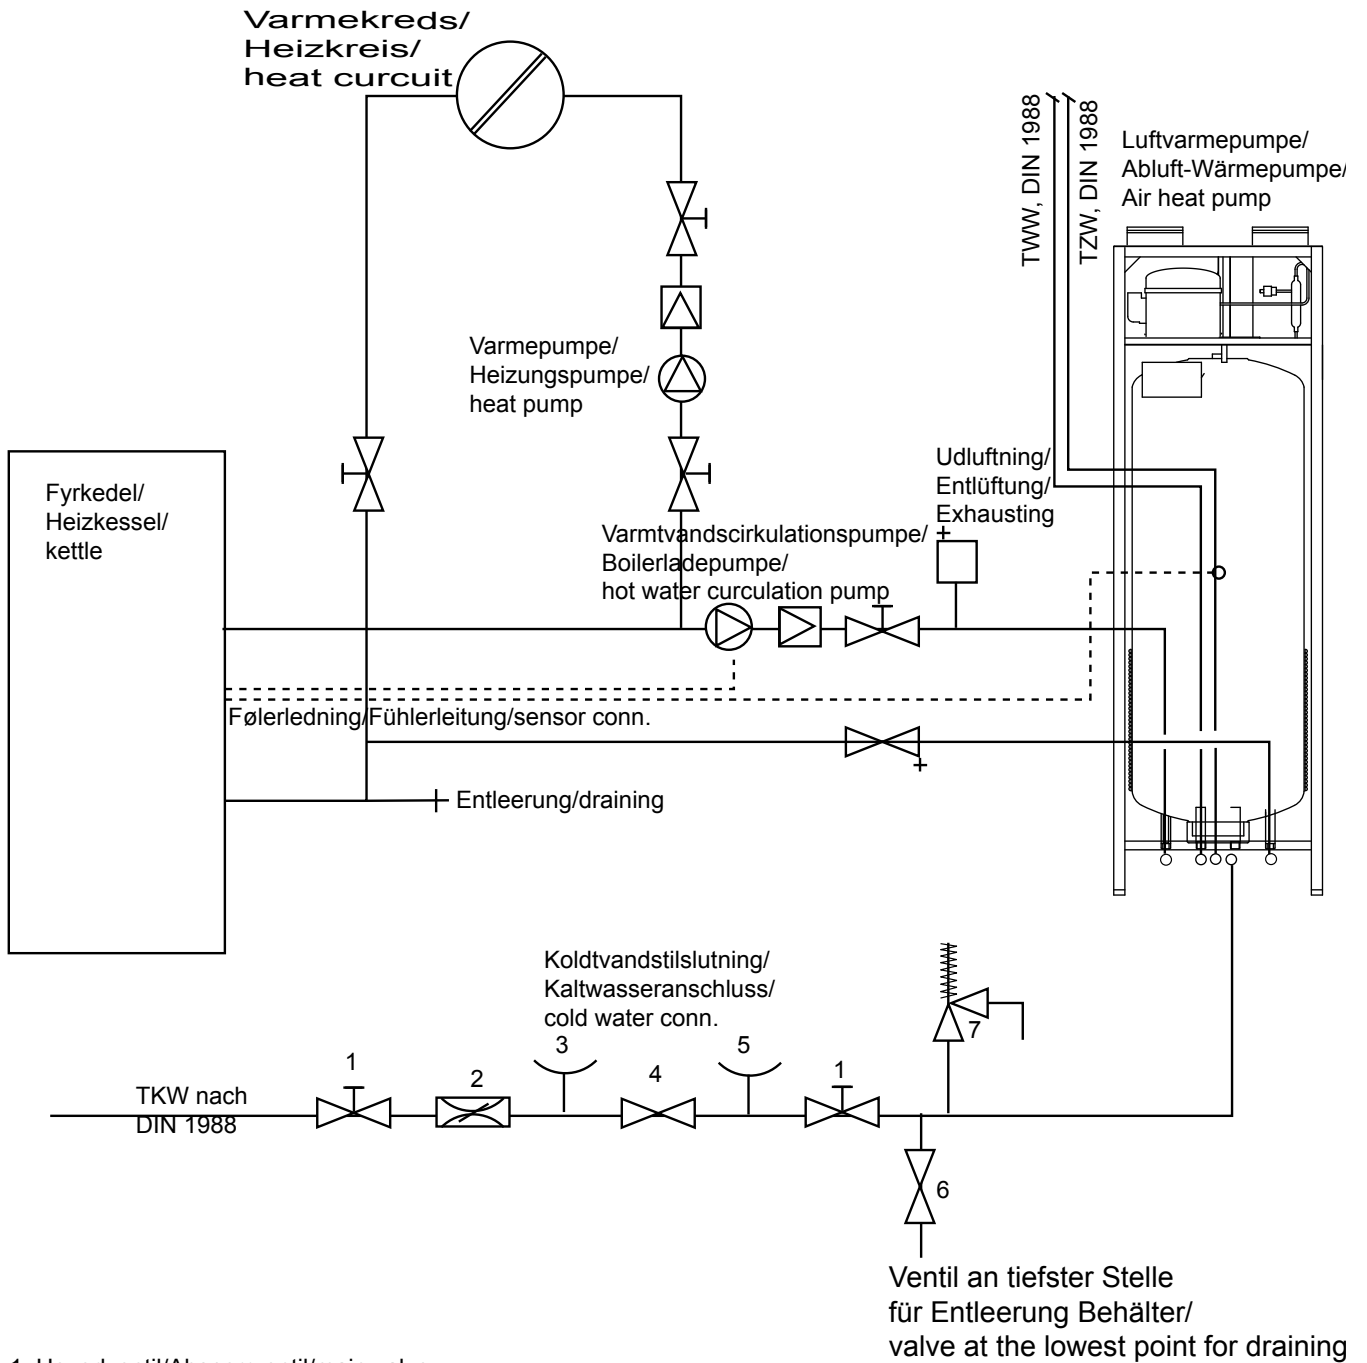 Varmekreds/
Heizkreis/
heat curcuit
TWW, DIN 1988
TZW, DIN 1988
Luftvarmepumpe/
Abluft-Wärmepumpe/
Air heat pump
Varmepumpe/
Heizungspumpe/
heat pump
Fyrkedel/
Heizkessel/
kettle
Udluftning/
Entlüftung/
Exhausting
Varmtvandscirkulationspumpe/
Boilerladepumpe/
hot water curculation pump
Følerledning/Fühlerleitung/sensor conn.
Entleerung/draining
Koldtvandstilslutning/
Kaltwasseranschluss/
cold water conn.
TKW nach
DIN 1988
1
2
3
4
5
1
7
6
Ventil an tiefster Stelle
für Entleerung Behälter/
valve at the lowest point for draining